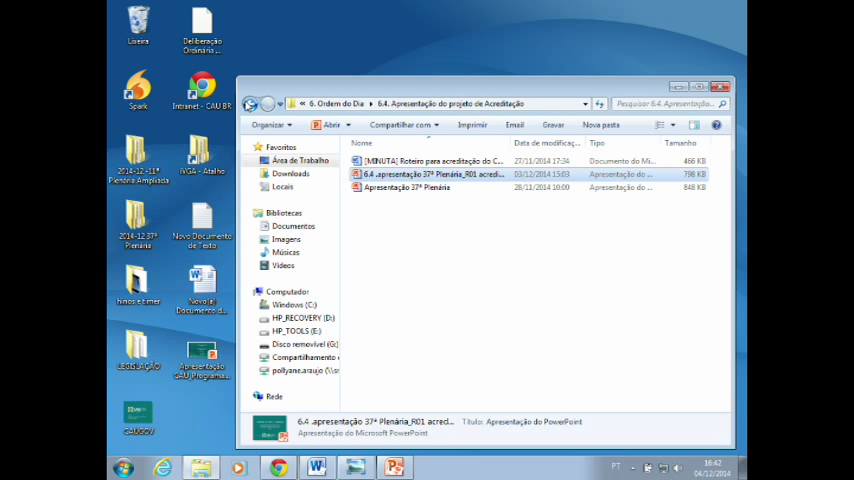 Lixeira
Deliberação
Ordinária ...
Spark
Intranet - CAU BR
2014-12 -11ª
Plenária Ampliada
iVGA - Atalho
2014-12 37ª
Plenária
Novo Documento
de Texto
hinos e timer
Novo(a)
Documento d...
LEGISLAÇÃO
Apresentação
CAUGOV
« 6. Ordem do Dia ▸ 6.4. Apresentação do projeto de Acreditação
Pesquisar 6.4. Apresentação...
Organizar Abrir Compartilhar com Imprimir Email Gravar Nova pasta
Nome Data de modificaç... Tipo Tamanho
[MINUTA] Roteiro para acreditação do C... 27/11/2014 17:34 Documento do Mi... 466 KB
6.4 .apresentação 37ª Plenária_R01 acredi... 03/12/2014 15:03 Apresentação do ... 798 KB
Apresentação 37ª Plenária 28/11/2014 10:00 Apresentação do ... 848 KB
Favoritos
Área de Trabalho
Downloads
Locais
Bibliotecas
Documentos
Imagens
Músicas
Vídeos
Computador
Windows (C:)
HP_RECOVERY (D:)
HP_TOOLS (E:)
Disco removível (G:)
Compartilhamento
pollyane.araujo (\\s
Rede
6.4 .apresentação 37ª Plenária_R01 acred... Título: Apresentação do PowerPoint
Apresentação do Microsoft PowerPoint
PT
16:42
04/12/2014